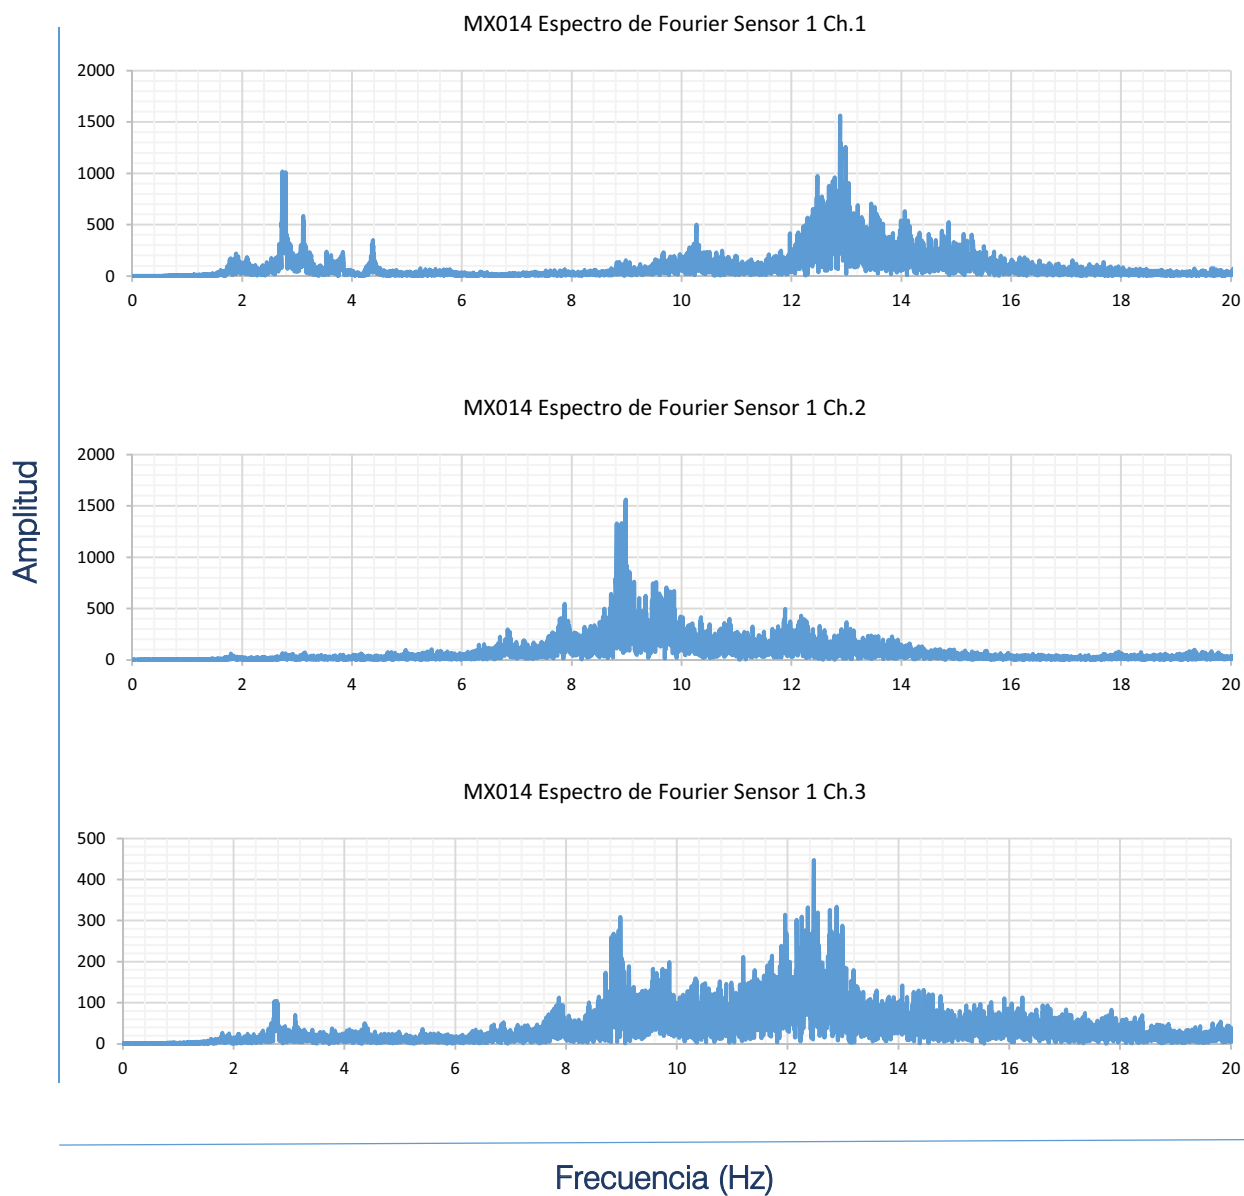 MX014 Espectro de Fourier Sensor 1 Ch.1
2000
1500
1000
500
0
0 2 4 6 8 10 12 14 16 18 20
MX014 Espectro de Fourier Sensor 1 Ch.2
2000
1500
1000
500
0
0 2 4 6 8 10 12 14 16 18 20
Amplitud
MX014 Espectro de Fourier Sensor 1 Ch.3
500
400
300
200
100
0
0 2 4 6 8 10 12 14 16 18 20
Frecuencia (Hz)